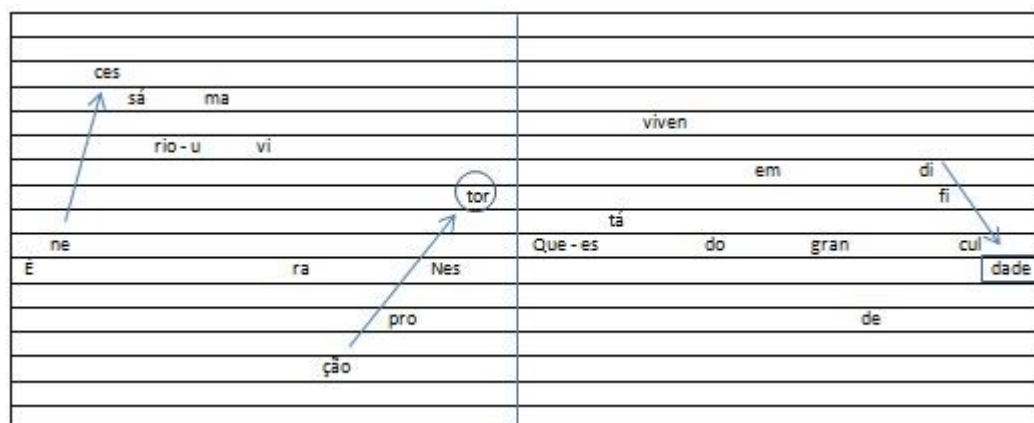 ces
sá ma
viven
rio - u vi
em di
tor fi
tá
ne Que - es do gran cul
É ra Nes dade
pro de
ção